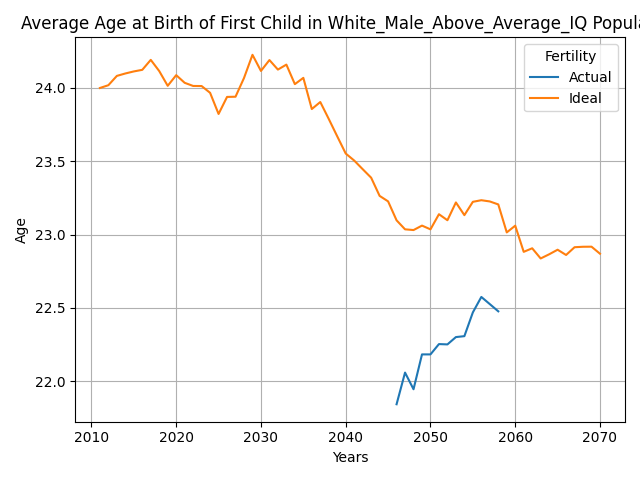 Average Age at Birth of First Child in White_Male_Above_Average_IQ Popula
Fertility
Actual
Ideal
Age
24.0
23.5
23.0
22.5
22.0
2010 2020 2030 2040 2050 2060 2070
Years